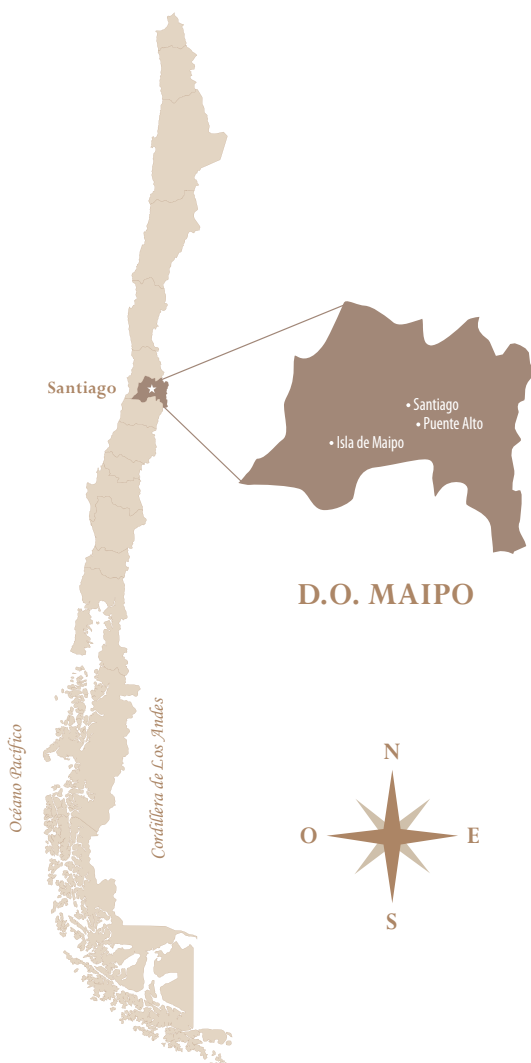 Santiago
• Santiago
• Puente Alto
• Isla de Maipo
D.O. MAIPO
Océano Pacífico
Cordillera de Los Andes
N
O
E
S